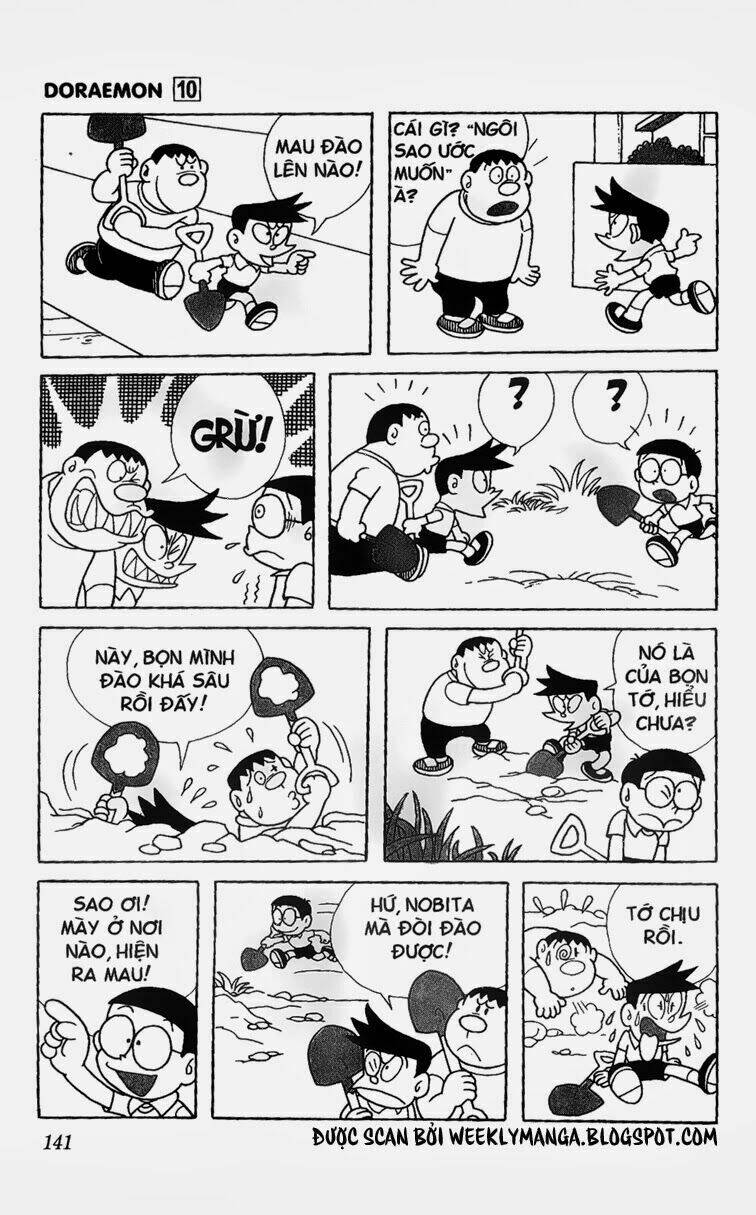 DORAEMON 10
CÁI GÌ? "NGÔI
SAO ƯỚC
MUỐN"
À?
MAU ĐÀO
LÊN NÀO!
?
?
GRỪ!
NÓ LÀ
CỦA BỌN
TỚ, HIỂU
CHƯA?
NÀY, BỌN MÌNH
ĐÀO KHÁ SÂU
RỒI ĐẤY!
TỚ CHỊU
RỒI.
HỨ, NOBITA
MÀ ĐÒI ĐÀO
ĐƯỢC!
SAO ƠI!
MÀY Ở NƠI
NÀO, HIỆN
RA MAU!
141
ĐƯỢC SCAN BỞI WEEKLYMANGA.BLOGSPOT.COM